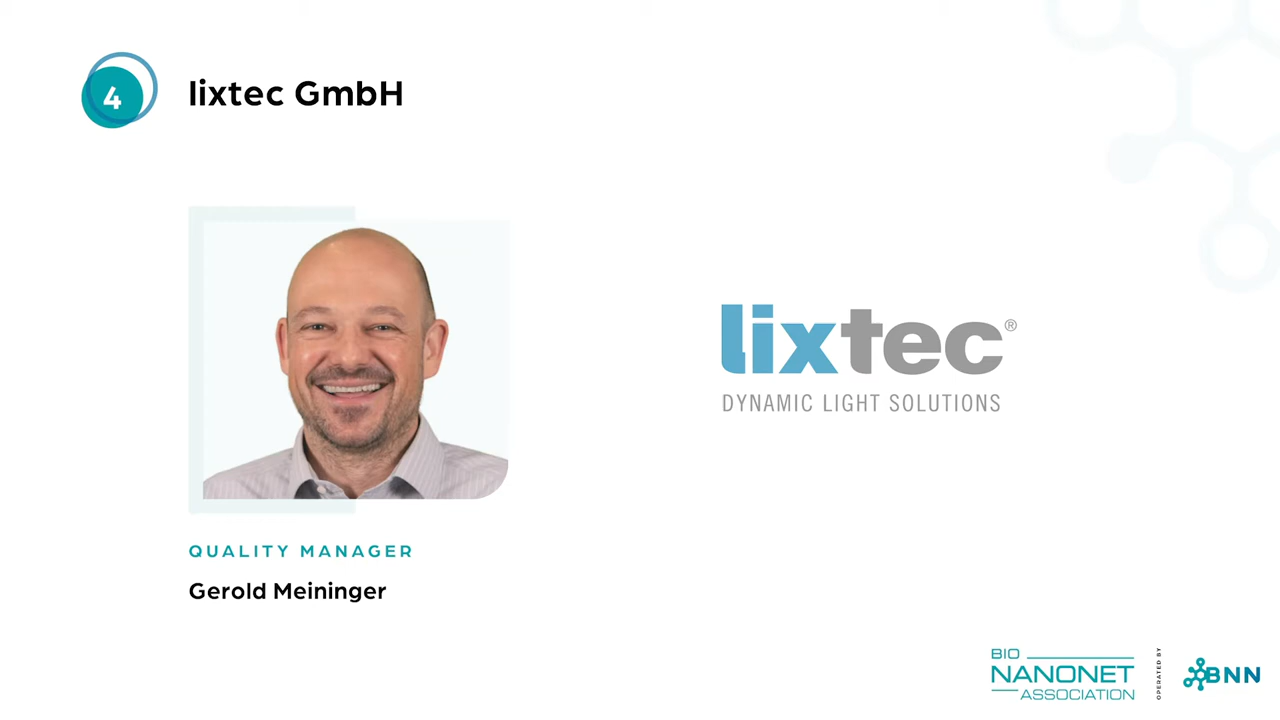 4
lixtec GmbH
lixtec®
DYNAMIC LIGHT SOLUTIONS
QUALITY MANAGER
Gerold Meininger
BIO
NANONET
ASSOCIATION
OPERATED BY
BNN